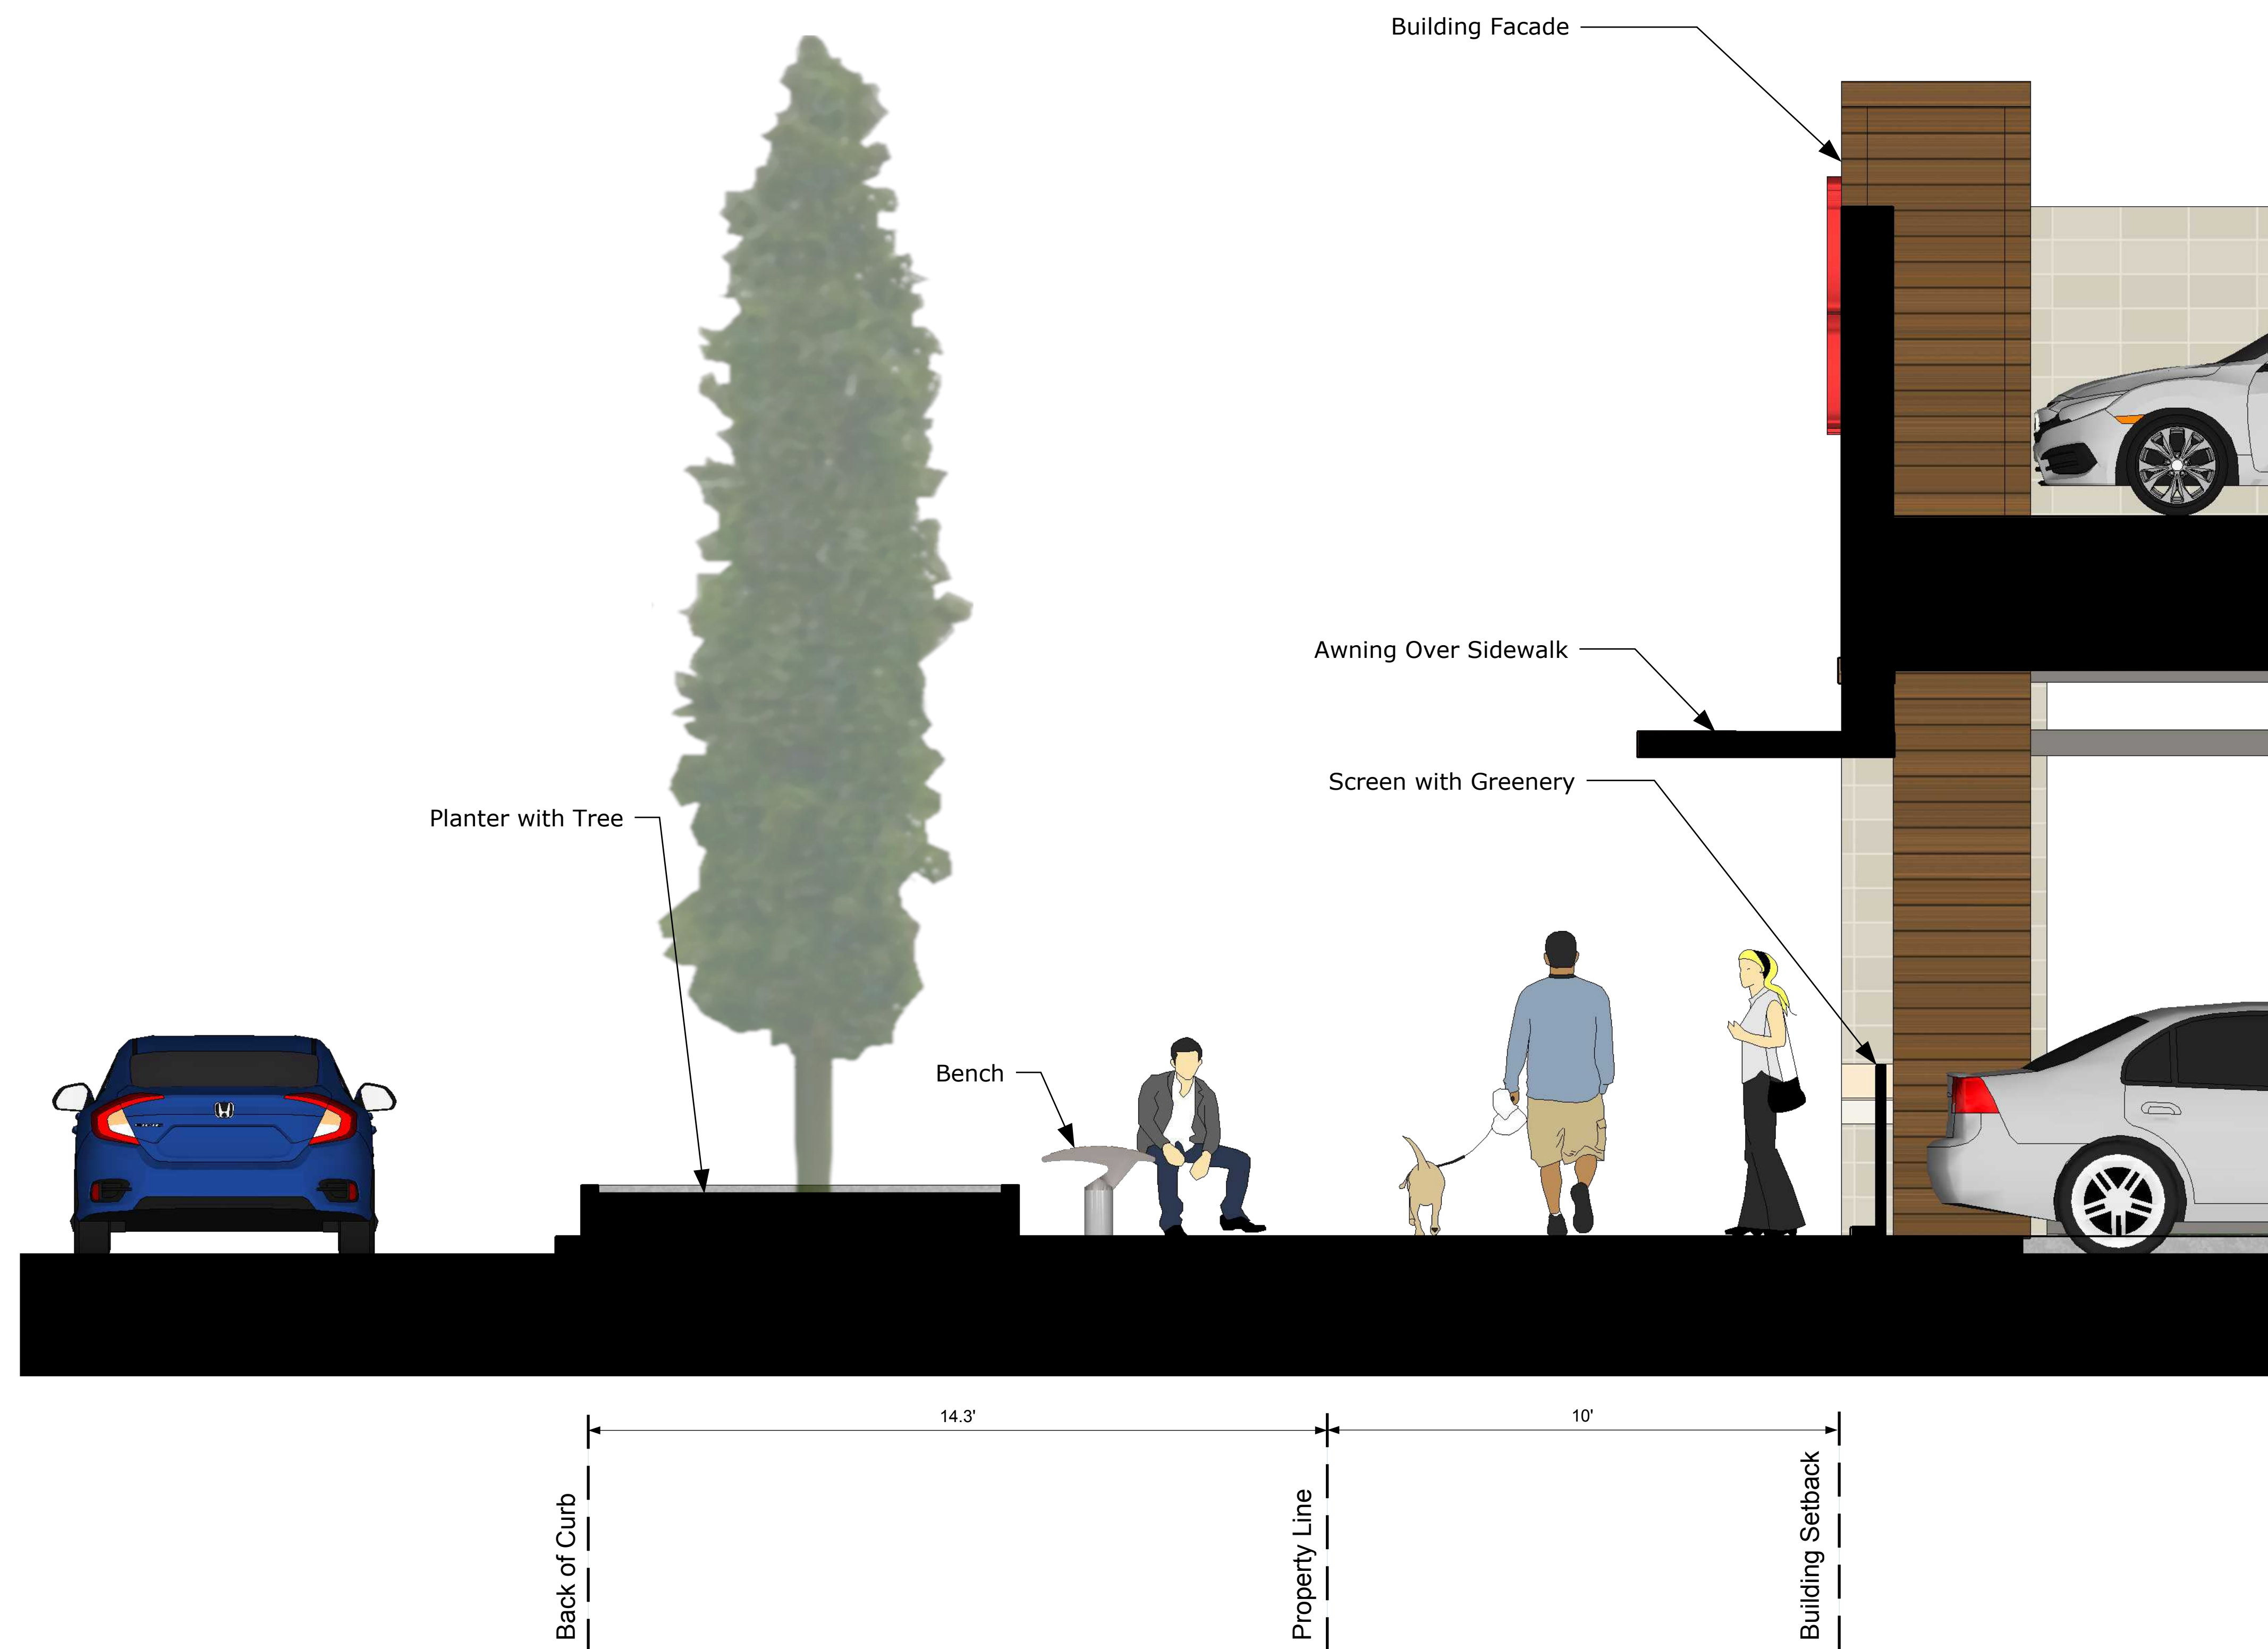 Building Facade
Awning Over Sidewalk
Screen with Greenery
Planter with Tree
Bench
14.3'
10'
Back of Curb
Property Line
Building Setback